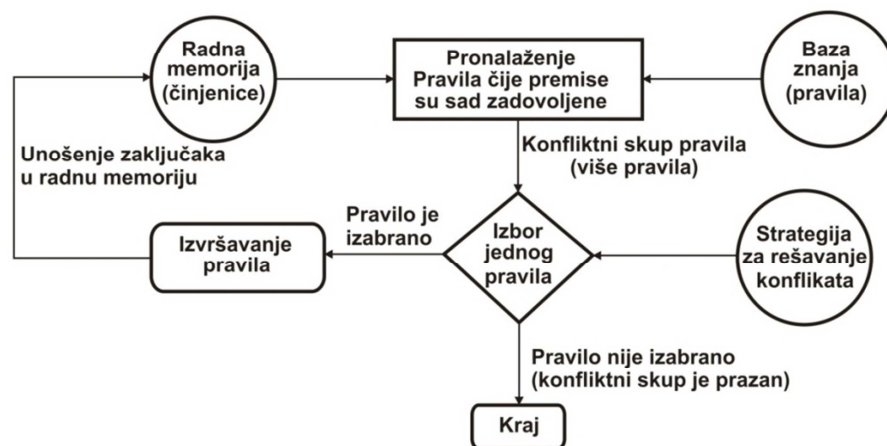 Radna
memorija
(činjenice)
Pronalaženje
Pravila čije premise
su sad zadovoljene
Baza
znanja
(pravila)
Unošenje zaključaka
u radnu memoriju
Konfliktni skup pravila
(više pravila)
Izvršavanje
pravila
Pravilo je
izabrano
Izbor
jednog
pravila
Strategija
za rešavanje
konflikata
Pravilo nije izabrano
(konfliktni skup je prazan)
Kraj